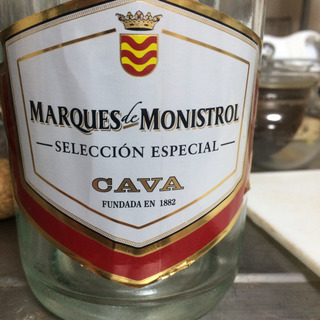 MARQUES de MONISTROL
SELECCIÓN ESPECIAL
CAVA
FUNDADA EN 1882